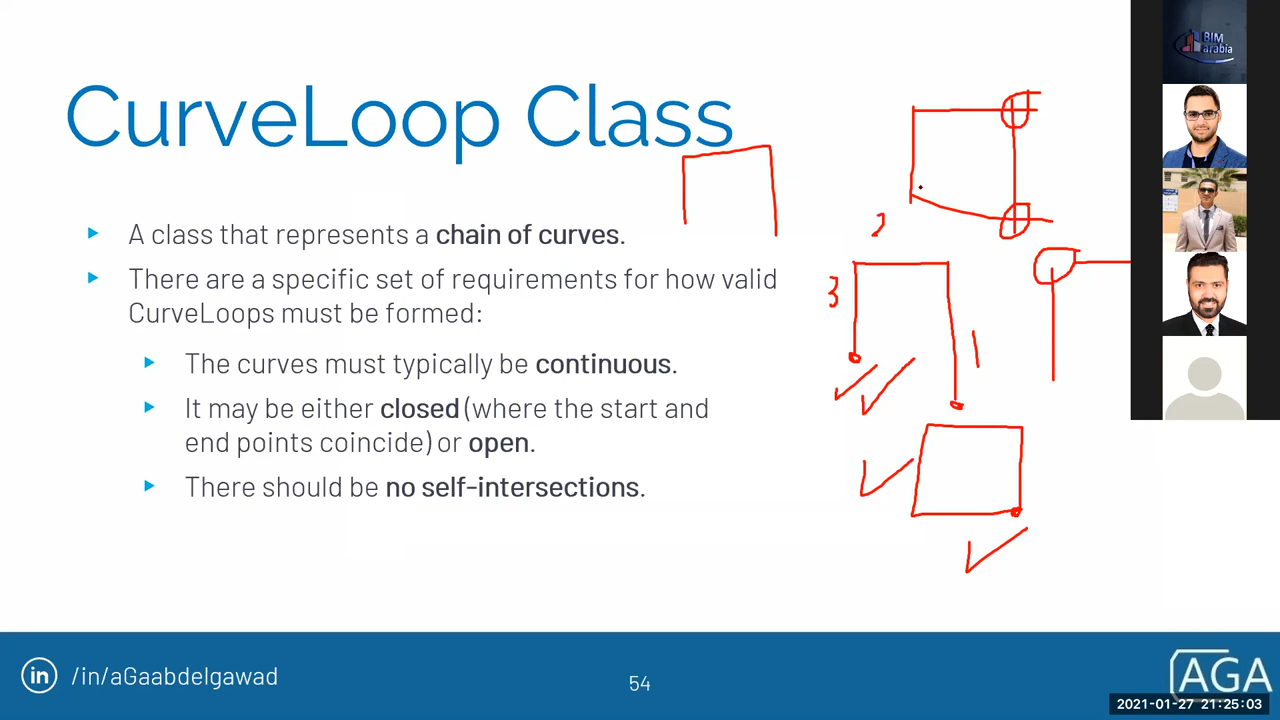 CurveLoop Class
A class that represents a chain of curves.
There are a specific set of requirements for how valid
CurveLoops must be formed:
The curves must typically be continuous.
It may be either closed (where the start and
end points coincide) or open.
There should be no self-intersections.
2
3
1
BIM
arabia
in /in/aGaabdelgawad
54
AGA
2021-01-27 21:25:03